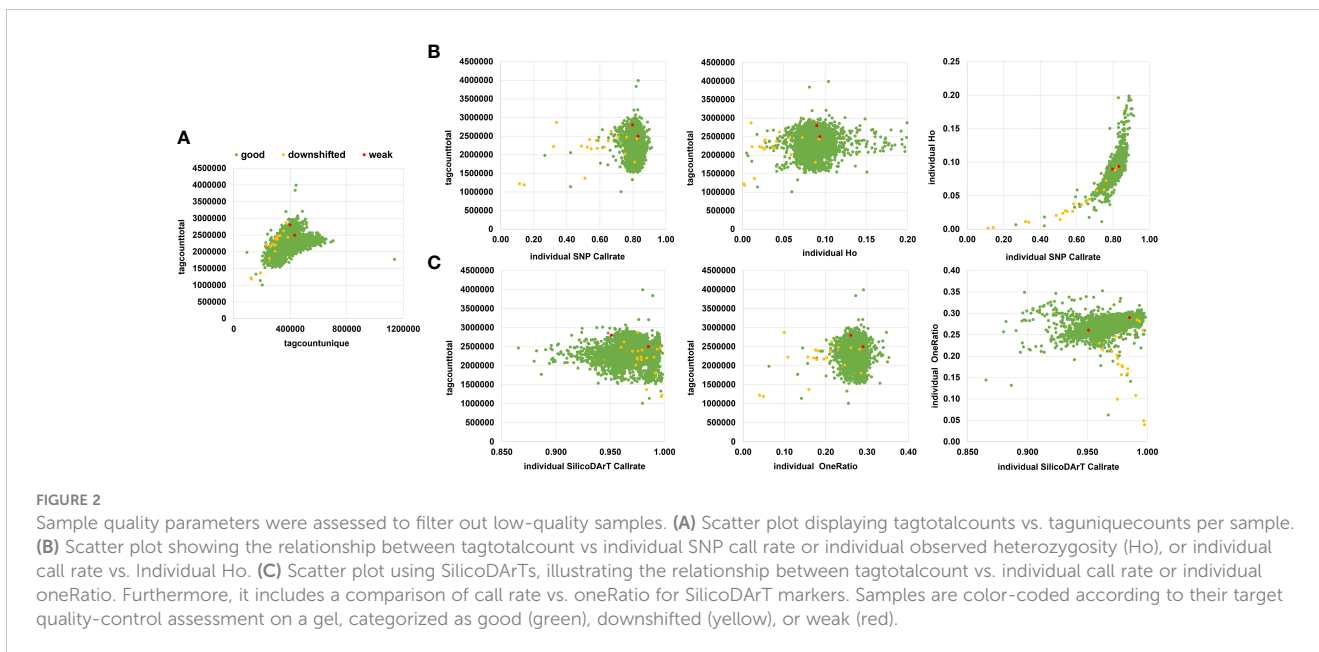 B
A
good downshifted weak
4500000
4000000
3500000
3000000
2500000
2000000
1500000
1000000
500000
0
tagcounttotal
0 400000 800000 1200000
tagcountunique
4500000
4000000
3500000
3000000
2500000
2000000
1500000
1000000
500000
0
tagcounttotal
0.00 0.20 0.40 0.60 0.80 1.00
individual SNP Callrate
4500000
4000000
3500000
3000000
2500000
2000000
1500000
1000000
500000
0
tagcounttotal
0.00 0.05 0.10 0.15 0.20
individual Ho
0.25
0.20
0.15
0.10
0.05
0.00
individual Ho
0.00 0.20 0.40 0.60 0.80 1.00
individual SNP Callrate
C
4500000
4000000
3500000
3000000
2500000
2000000
1500000
1000000
500000
0
tagcounttotal
0.850 0.900 0.950 1.000
individual SilicoDArT Callrate
4500000
4000000
3500000
3000000
2500000
2000000
1500000
1000000
500000
0
tagcounttotal
0.00 0.10 0.20 0.30 0.40
individual OneRatio
0.40
0.35
0.30
0.25
0.20
0.15
0.10
0.05
0.00
individual OneRatio
0.850 0.900 0.950 1.000
individual SilicoDArT Callrate
FIGURE 2
Sample quality parameters were assessed to filter out low-quality samples. (A) Scatter plot displaying tagtotalcounts vs. taguniquecounts per sample.
(B) Scatter plot showing the relationship between tagtotalcount vs individual SNP call rate or individual observed heterozygosity (Ho), or individual
call rate vs. Individual Ho. (C) Scatter plot using SilicoDArTs, illustrating the relationship between tagtotalcount vs. individual call rate or individual
oneRatio. Furthermore, it includes a comparison of call rate vs. oneRatio for SilicoDArT markers. Samples are color-coded according to their target
quality-control assessment on a gel, categorized as good (green), downshifted (yellow), or weak (red).